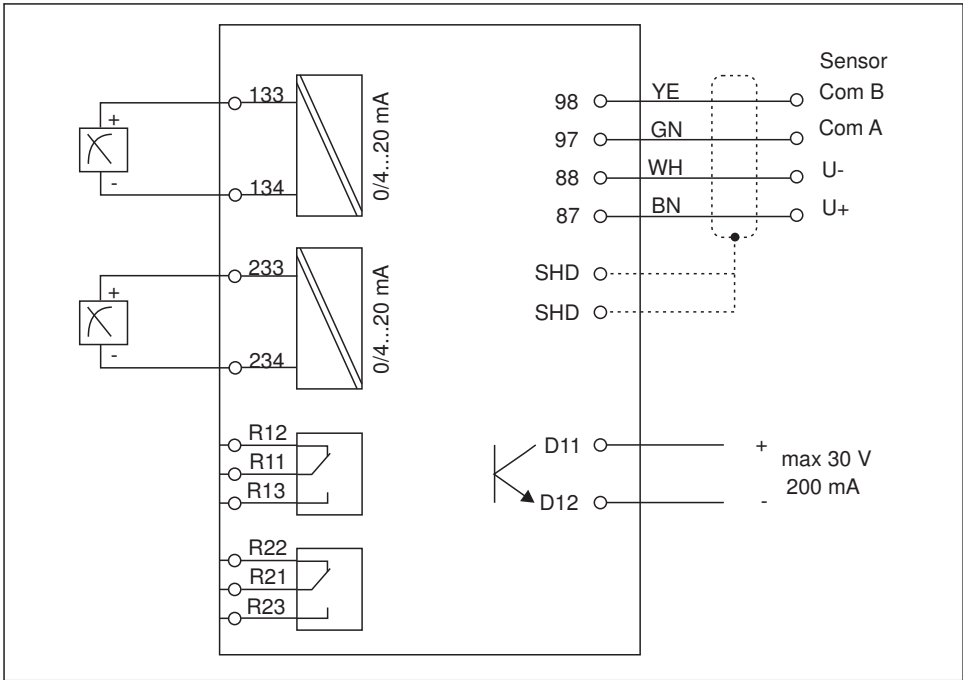 133
+
-
134
0/4...20 mA
233
+
-
234
0/4...20 mA
R12
R11
R13
R22
R21
R23
Sensor
98 YE Com B
97 GN Com A
88 WH U-
87 BN U+
SHD
SHD
D11 +
max 30 V
200 mA
D12 -